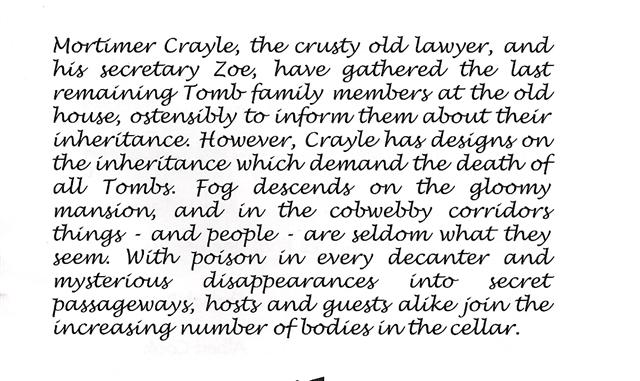 Mortimer Crayle, the crusty old lawyer, and
his secretary Zoe, have gathered the last
remaining Tomb family members at the old
house, ostensibly to inform them about their
inheritance. However, Crayle has designs on
the inheritance which demand the death of
all Tombs. Fog descends on the gloomy
mansion, and in the cobwebby corridors
things - and people - are seldom what they
seem. With poison in every decanter and
mysterious disappearances into secret
passageways, hosts and guests alike join the
increasing number of bodies in the cellar.